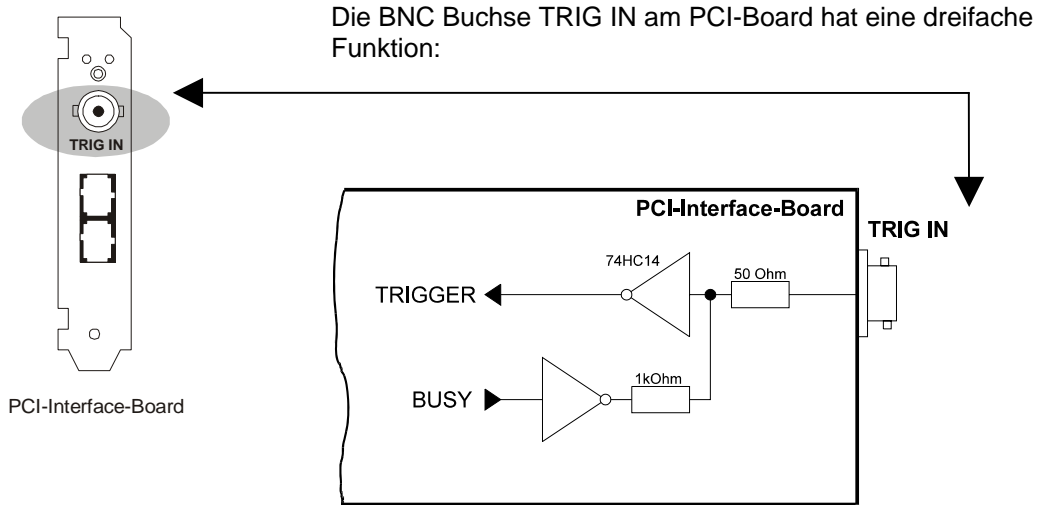 Die BNC Buchse TRIG IN am PCI-Board hat eine dreifache
Funktion:
TRIG IN
PCI-Interface-Board
PCI-Interface-Board
TRIG IN
74HC14
50 Ohm
TRIGGER
1kOhm
BUSY